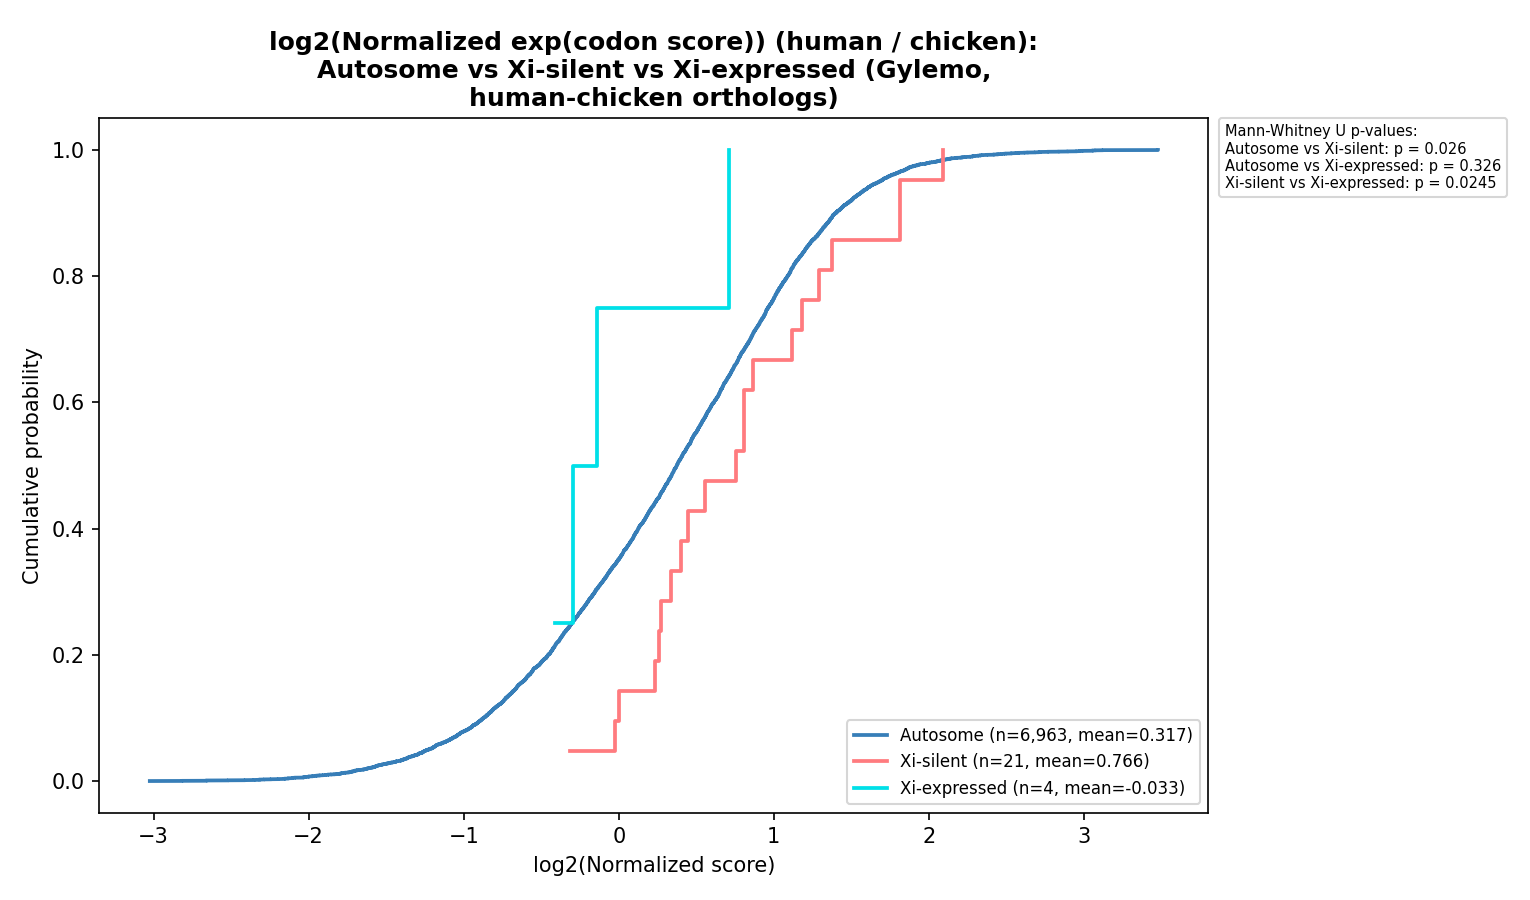 log2(Normalized exp(codon score)) (human / chicken):
Autosome vs Xi-silent vs Xi-expressed (Gylemo,
human-chicken orthologs)
Mann-Whitney U p-values:
Autosome vs Xi-silent: p = 0.026
Autosome vs Xi-expressed: p = 0.326
Xi-silent vs Xi-expressed: p = 0.0245
Cumulative probability
1.0
0.8
0.6
0.4
0.2
0.0
Autosome (n=6,963, mean=0.317)
Xi-silent (n=21, mean=0.766)
Xi-expressed (n=4, mean=-0.033)
−3 −2 −1 0 1 2 3
log2(Normalized score)